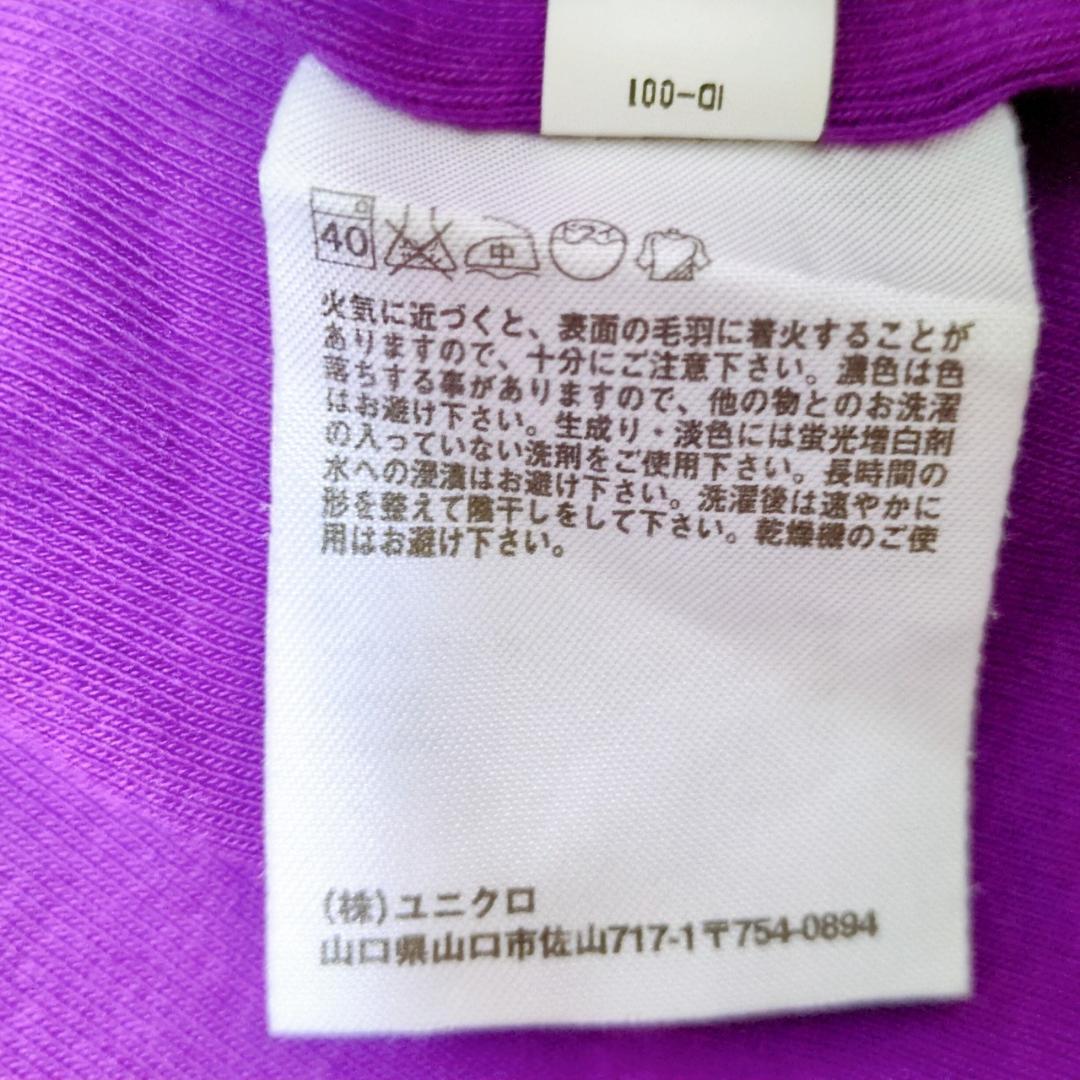 ID-001
40 エンソ サラシ 中 ドライ
火気に近づくと、表面の毛羽に着火することが
ありますので、十分にご注意下さい。濃色は色
落ちする事がありますので、他の物とのお洗濯
はお避け下さい。生成り・淡色には蛍光増白剤
の入っていない洗剤をご使用下さい。長時間の
水への浸漬はお避け下さい。洗濯後は速やかに
形を整えて陰干しをして下さい。乾燥機のご使
用はお避け下さい。
(株)ユニクロ
山口県山口市佐山717-1〒754-0894